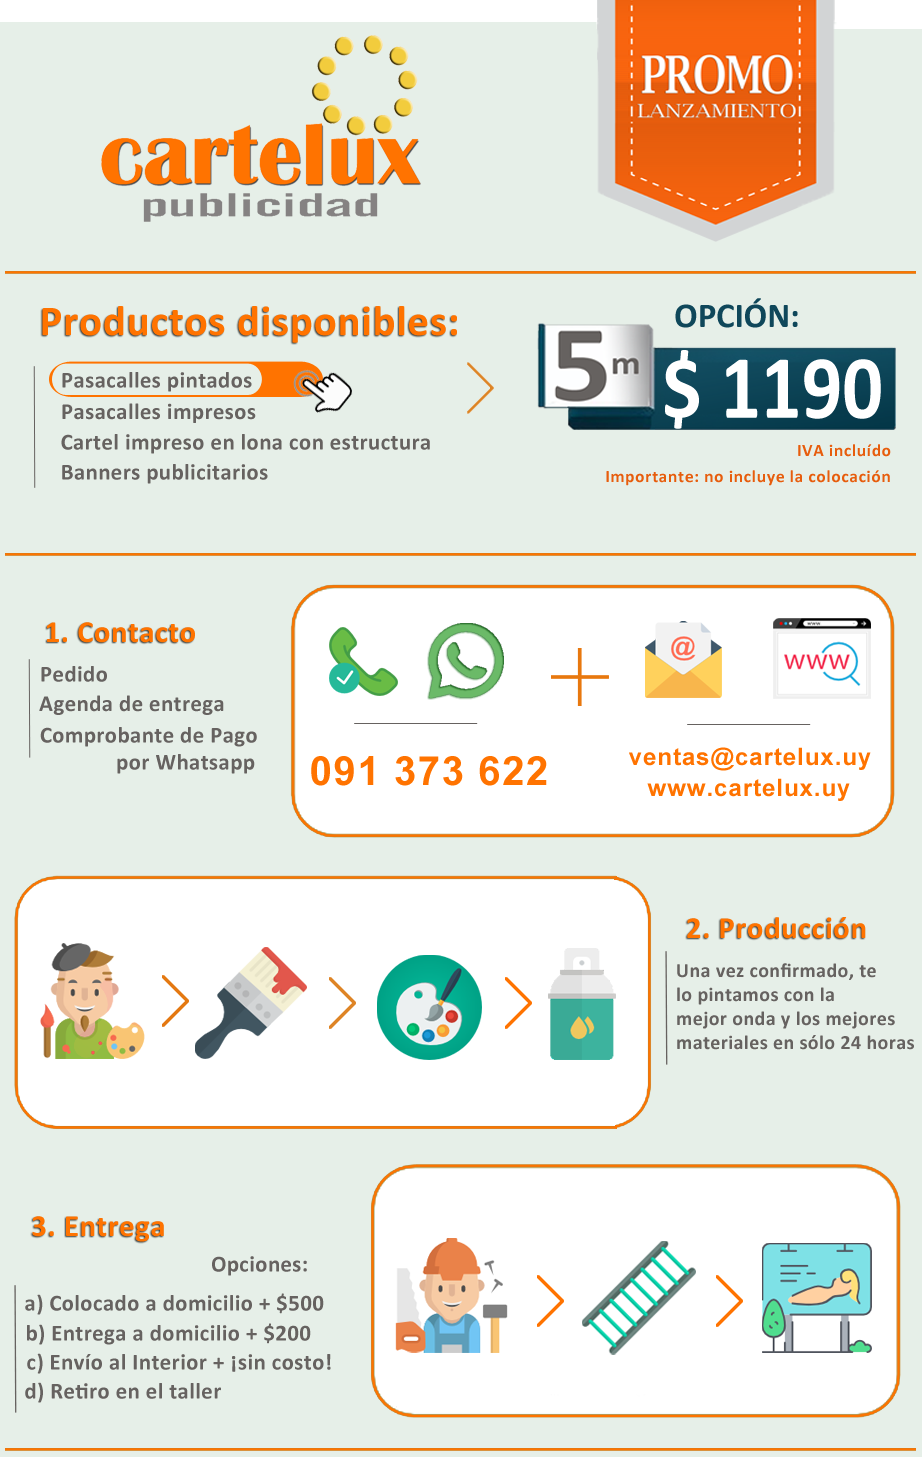 cartelux
publicidad
PROMO
LANZAMIENTO
Productos disponibles:
Pasacalles pintados
Pasacalles impresos
Cartel impreso en lona con estructura
Banners publicitarios
OPCIÓN:
5m
$ 1190
IVA incluído
Importante: no incluye la colocación
1. Contacto
Pedido
Agenda de entrega
Comprobante de Pago
por Whatsapp
@
www
www
091 373 622
ventas@cartelux.uy
www.cartelux.uy
2. Producción
Una vez confirmado, te
lo pintamos con la
mejor onda y los mejores
materiales en sólo 24 horas
3. Entrega
Opciones:
a) Colocado a domicilio + $500
b) Entrega a domicilio + $200
c) Envío al Interior + ¡sin costo!
d) Retiro en el taller